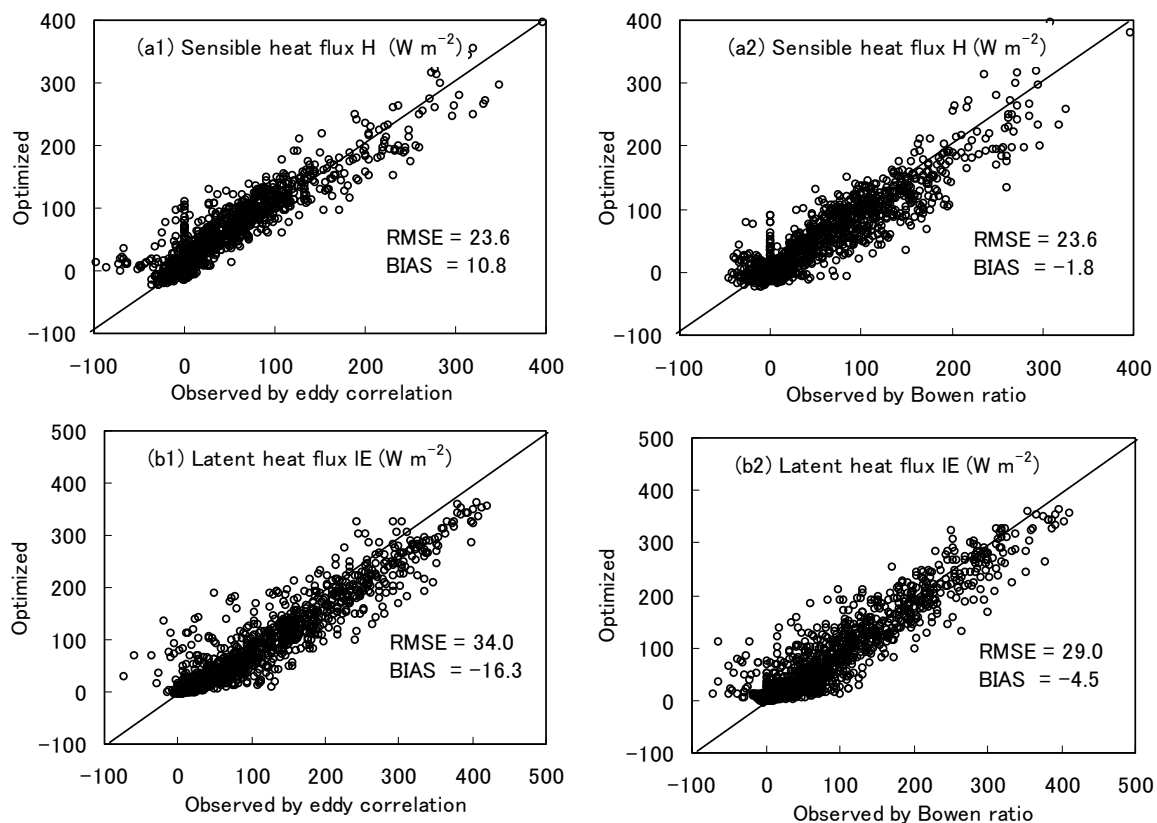 400
300
200
100
0
-100
Optimized
(a1) Sensible heat flux H (W m⁻²)
RMSE = 23.6
BIAS = 10.8
-100 0 100 200 300 400
Observed by eddy correlation
400
300
200
100
0
-100
Optimized
(a2) Sensible heat flux H (W m⁻²)
RMSE = 23.6
BIAS = -1.8
-100 0 100 200 300 400
Observed by Bowen ratio
500
400
300
200
100
0
-100
Optimized
(b1) Latent heat flux lE (W m⁻²)
RMSE = 34.0
BIAS = -16.3
-100 0 100 200 300 400 500
Observed by eddy correlation
500
400
300
200
100
0
-100
Optimized
(b2) Latent heat flux lE (W m⁻²)
RMSE = 29.0
BIAS = -4.5
-100 0 100 200 300 400 500
Observed by Bowen ratio